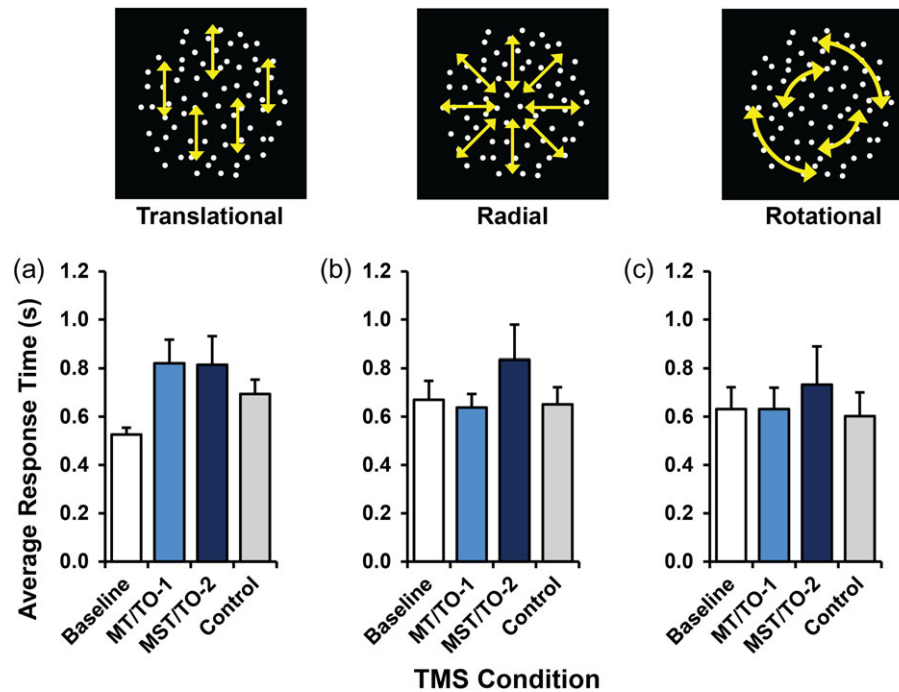 Translational
Radial
Rotational
(a)
(b)
(c)
Average Response Time (s)
1.2
1.0
0.8
0.6
0.4
0.2
0.0
Baseline
MT/TO-1
MST/TO-2
Control
1.2
1.0
0.8
0.6
0.4
0.2
0.0
Baseline
MT/TO-1
MST/TO-2
Control
1.2
1.0
0.8
0.6
0.4
0.2
0.0
Baseline
MT/TO-1
MST/TO-2
Control
TMS Condition